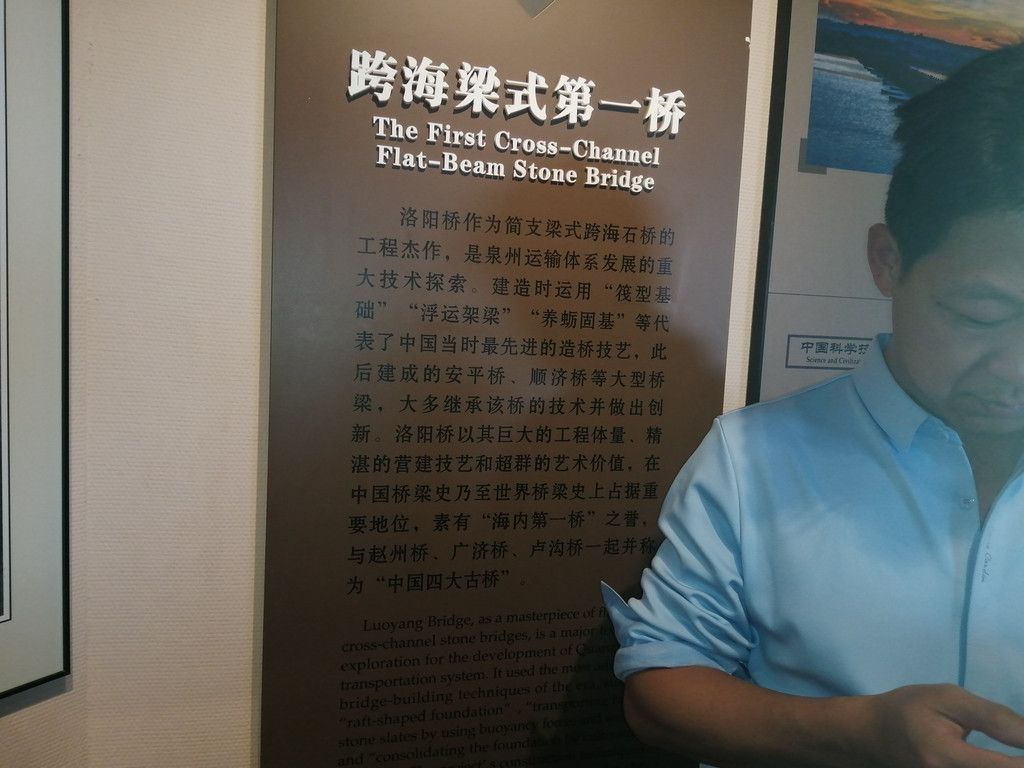 跨海梁式第一桥
The First Cross-Channel
Flat-Beam Stone Bridge
洛阳桥作为简支梁式跨海石桥的
工程杰作，是泉州运输体系发展的重
大技术探索。建造时运用“筏型基
础”“浮运架梁”“养蛎固基”等代
表了中国当时最先进的造桥技艺，此
后建成的安平桥、顺济桥等大型桥
梁，大多继承该桥的技术并做出创
新。洛阳桥以其巨大的工程体量、精
湛的营建技艺和超群的艺术价值，在
中国桥梁史乃至世界桥梁史上占据重
要地位，素有“海内第一桥”之誉，
与赵州桥、广济桥、卢沟桥一起并称
为“中国四大古桥”。
Luoyang Bridge, as a masterpiece of
cross-channel stone bridges, is a major
exploration for the development of
transportation system. It used the most
bridge-building techniques of the era,
"raft-shaped foundation", "transporting
stone slates by using buoyancy forces and
and "consolidating the foundation
中国科学技
Science and Civiliz